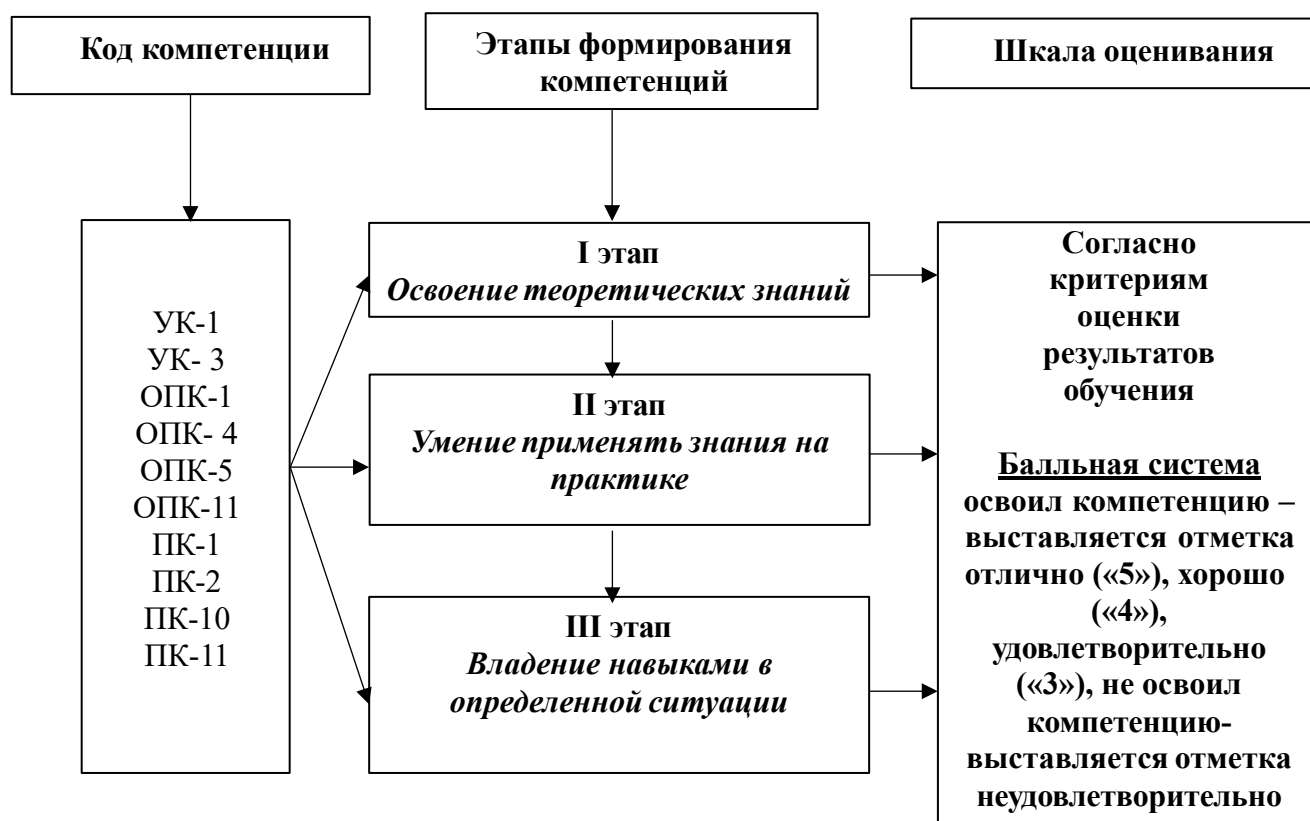 Код компетенции
Этапы формирования
компетенций
Шкала оценивания
УК-1
УК- 3
ОПК-1
ОПК- 4
ОПК-5
ОПК-11
ПК-1
ПК-2
ПК-10
ПК-11
I этап
Освоение теоретических знаний
II этап
Умение применять знания на
практике
III этап
Владение навыками в
определенной ситуации
Согласно
критериям
оценки
результатов
обучения
Балльная система
освоил компетенцию –
выставляется отметка
отлично («5»), хорошо
(«4»),
удовлетворительно
(«3»), не освоил
компетенцию-
выставляется отметка
неудовлетворительно